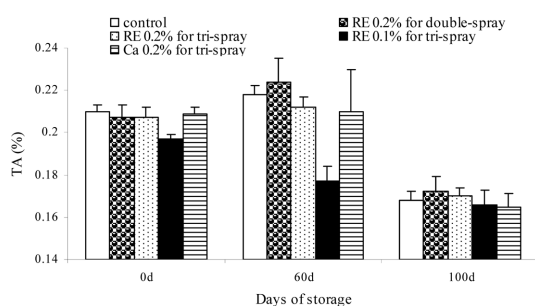 control
RE 0.2% for double-spray
RE 0.2% for tri-spray
RE 0.1% for tri-spray
Ca 0.2% for tri-spray
0.24
0.22
0.2
0.18
0.16
0.14
TA (%)
0d
60d
100d
Days of storage